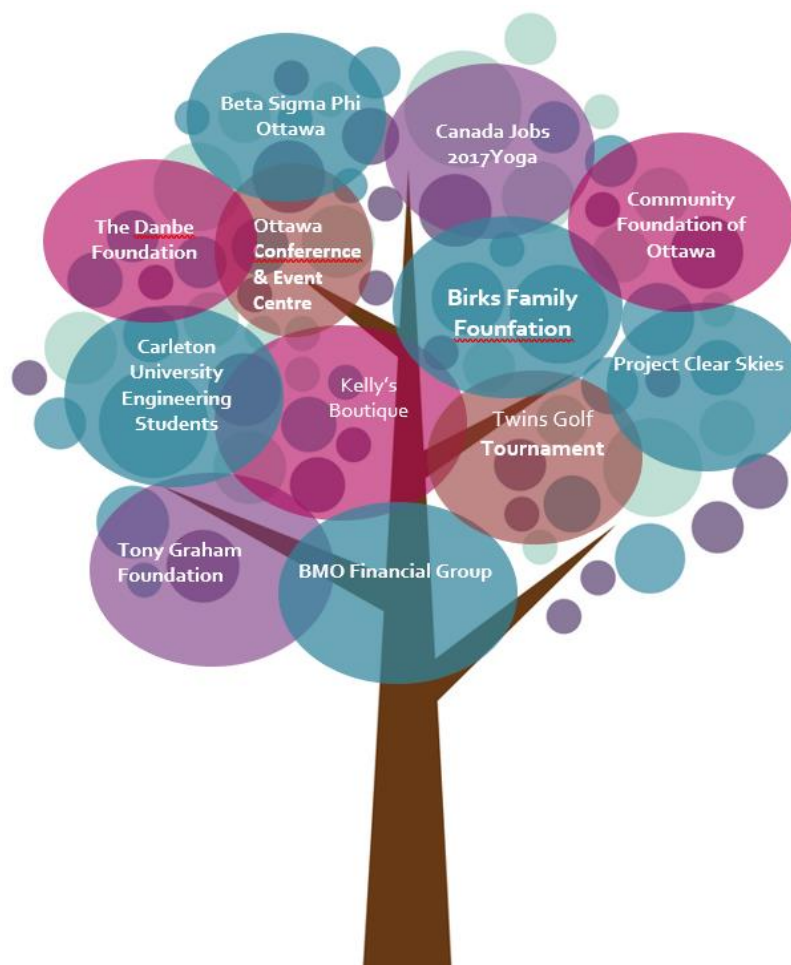 Beta Sigma Phi
Ottawa
Canada Jobs
2017Yoga
The Danbe
Foundation
Ottawa
Conferernce
& Event
Centre
Community
Foundation of
Ottawa
Birks Family
Founfation
Carleton
University
Engineering
Students
Kelly's
Boutique
Project Clear Skies
Twins Golf
Tournament
Tony Graham
Foundation
BMO Financial Group